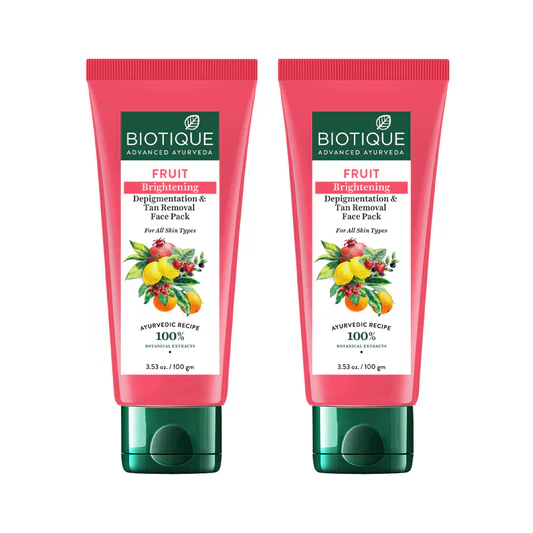 BIOTIQUE
ADVANCED AYURVEDA
FRUIT
Brightening
Depigmentation &
Tan Removal
Face Pack
For All Skin Types
AYURVEDIC RECIPE
100%
BOTANICAL EXTRACTS
3.53 oz. / 100 gm
BIOTIQUE
ADVANCED AYURVEDA
FRUIT
Brightening
Depigmentation &
Tan Removal
Face Pack
For All Skin Types
AYURVEDIC RECIPE
100%
BOTANICAL EXTRACTS
3.53 oz. / 100 gm